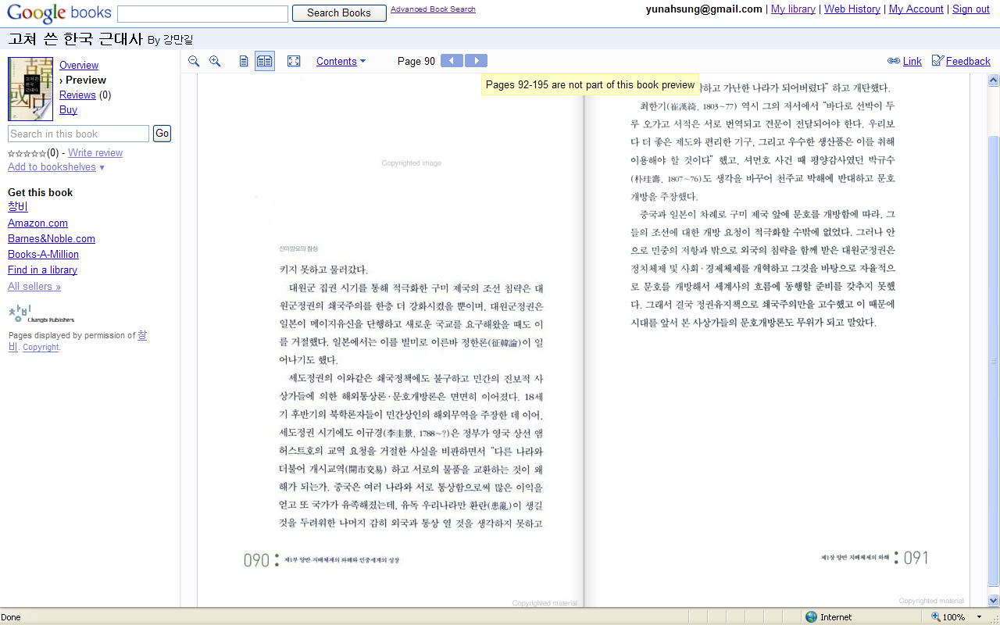 Google books
Search Books
Advanced Book Search
yunahsung@gmail.com | My library | Web History | My Account | Sign out
고쳐 쓴 한국 근대사 By 강만길
Overview
› Preview
Reviews (0)
Buy
Search in this book
Go
☆☆☆☆☆(0) - Write review
Add to bookshelves ▼
Get this book
창비
Amazon.com
Barnes&Noble.com
Books-A-Million
Find in a library
All sellers »
창비
Changbi Publishers
Pages displayed by permission of 창
비. Copyright.
Contents
Page 90
Link
Feedback
Pages 92-195 are not part of this book preview
Copyrighted image
신미양요의 참상
키지 못하고 물러갔다.
대원군 집권 시기를 통해 적극화한 구미 제국의 조선 침략은 대
원군정권의 쇄국주의를 한층 더 강화시켰을 뿐이며, 대원군정권은
일본이 메이지유신을 단행하고 새로운 국교를 요구해왔을 때도 이
를 거절했다. 일본에서는 이를 빌미로 이른바 정한론(征韓論)이 일
어나기도 했다.
세도정권의 이와같은 쇄국정책에도 불구하고 민간의 진보적 사
상가들에 의한 해외통상론·문호개방론은 면면히 이어졌다. 18세
기 후반기의 북학론자들이 민간상인의 해외무역을 주장한 데 이어,
세도정권 시기에도 이규경(李圭景, 1788~?)은 정부가 영국 상선 앰
허스트호의 교역 요청을 거절한 사실을 비판하면서 “다른 나라와
더불어 개시교역(開市交易) 하고 서로의 물품을 교환하는 것이 왜
해가 되는가. 중국은 여러 나라와 서로 통상함으로써 많은 이익을
얻고 또 국가가 유족해졌는데, 유독 우리나라만 환란(患亂)이 생길
것을 두려워한 나머지 감히 외국과 통상 열 것을 생각하지 못하고
090 : 제1부 양반 지배체제의 와해와 민중세계의 성장
Copyrighted material
하고 가난한 나라가 되어버렸다” 하고 개탄했다.
최한기(崔漢綺, 1803~77) 역시 그의 저서에서 “바다로 선박이 두
루 오가고 서적은 서로 번역되고 견문이 전달되어야 한다. 우리보
다 더 좋은 제도와 편리한 기구, 그리고 우수한 생산품은 이를 취해
이용해야 할 것이다” 했고, 셔먼호 사건 때 평양감사였던 박규수
(朴珪壽, 1807~76)도 생각을 바꾸어 천주교 박해에 반대하고 문호
개방을 주장했다.
중국과 일본이 차례로 구미 제국 앞에 문호를 개방함에 따라, 그
들의 조선에 대한 개방 요청이 적극화할 수밖에 없었다. 그러나 안
으로 민중의 저항과 밖으로 외국의 침략을 함께 받은 대원군정권은
정치체제 및 사회·경제체제를 개혁하고 그것을 바탕으로 자율적으
로 문호를 개방해서 세계사의 흐름에 동행할 준비를 갖추지 못했
다. 그래서 결국 정권유지책으로 쇄국주의만을 고수했고 이 때문에
시대를 앞서 본 사상가들의 문호개방론도 무위가 되고 말았다.
제1장 양반 지배체제의 와해 : 091
Copyrighted material
Done
Internet
100%